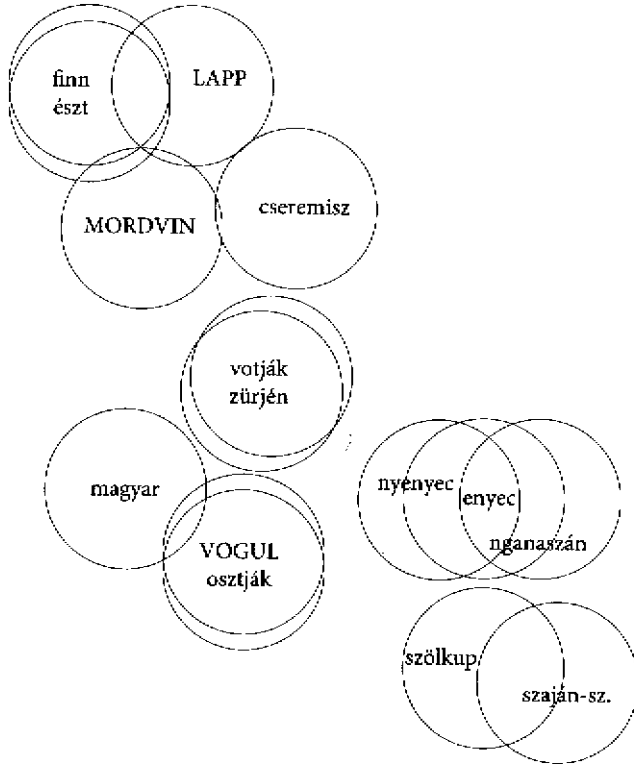 finn
észt
LAPP
MORDVIN
cseremisz
votják
zürjén
magyar
VOGUL
osztják
nyenyec
enyec
nganaszán
szölkup
szaján-sz.